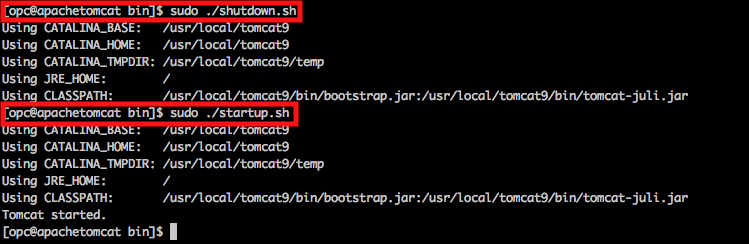 [opc@apachetomcat bin]$ sudo ./shutdown.sh
Using CATALINA_BASE:   /usr/local/tomcat9
Using CATALINA_HOME:   /usr/local/tomcat9
Using CATALINA_TMPDIR: /usr/local/tomcat9/temp
Using JRE_HOME:        /
Using CLASSPATH:       /usr/local/tomcat9/bin/bootstrap.jar:/usr/local/tomcat9/bin/tomcat-juli.jar
[opc@apachetomcat bin]$ sudo ./startup.sh
Using CATALINA_BASE:   /usr/local/tomcat9
Using CATALINA_HOME:   /usr/local/tomcat9
Using CATALINA_TMPDIR: /usr/local/tomcat9/temp
Using JRE_HOME:        /
Using CLASSPATH:       /usr/local/tomcat9/bin/bootstrap.jar:/usr/local/tomcat9/bin/tomcat-juli.jar
Tomcat started.
[opc@apachetomcat bin]$